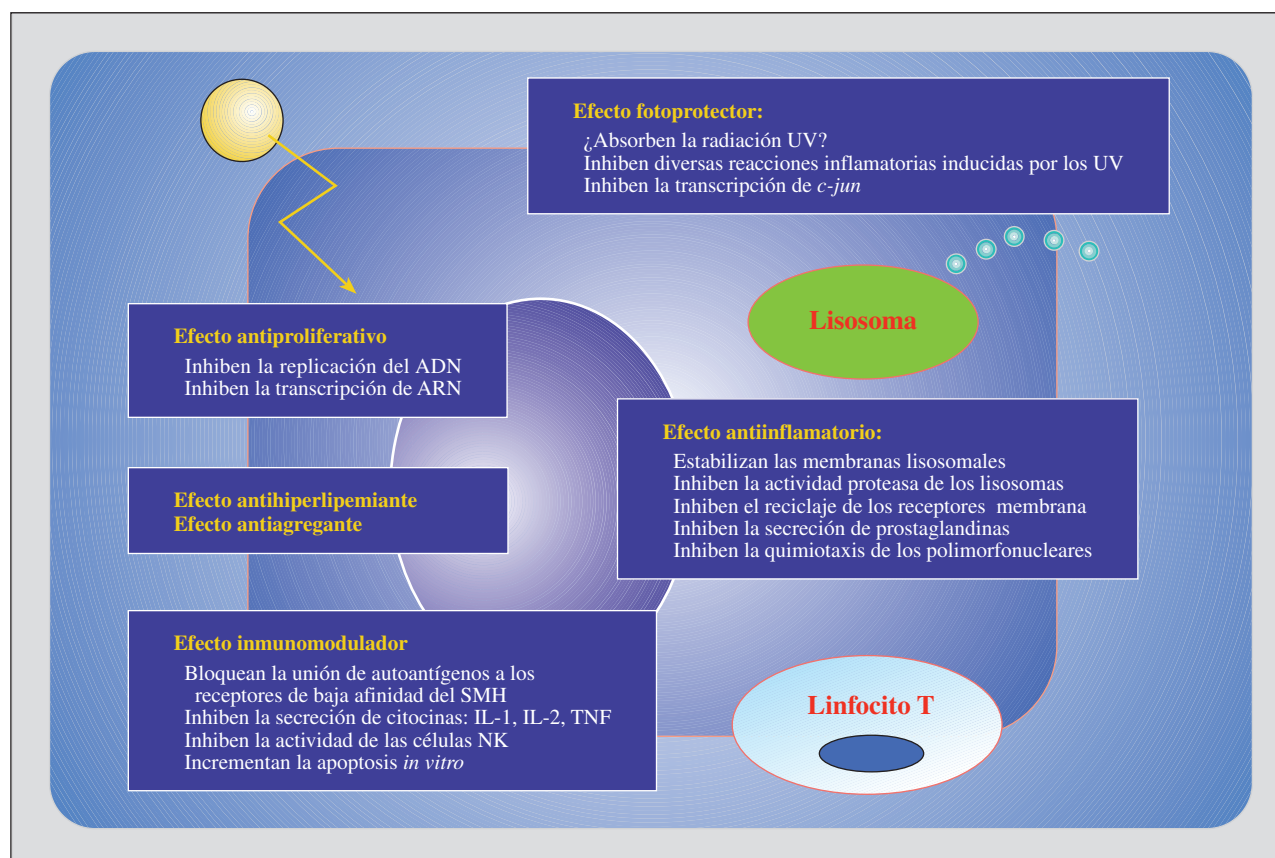 Efecto fotoprotector:
¿Absorben la radiación UV?
Inhiben diversas reacciones inflamatorias inducidas por los UV
Inhiben la transcripción de c-jun
Lisosoma
Efecto antiproliferativo
Inhiben la replicación del ADN
Inhiben la transcripción de ARN
Efecto antiinflamatorio:
Estabilizan las membranas lisosomales
Inhiben la actividad proteasa de los lisosomas
Inhiben el reciclaje de los receptores membrana
Inhiben la secreción de prostaglandinas
Inhiben la quimiotaxis de los polimorfonucleares
Efecto antihiperlipemiante
Efecto antiagregante
Efecto inmunomodulador
Bloquean la unión de autoantígenos a los
receptores de baja afinidad del SMH
Inhiben la secreción de citocinas: IL-1, IL-2, TNF
Inhiben la actividad de las células NK
Incrementan la apoptosis in vitro
Linfocito T